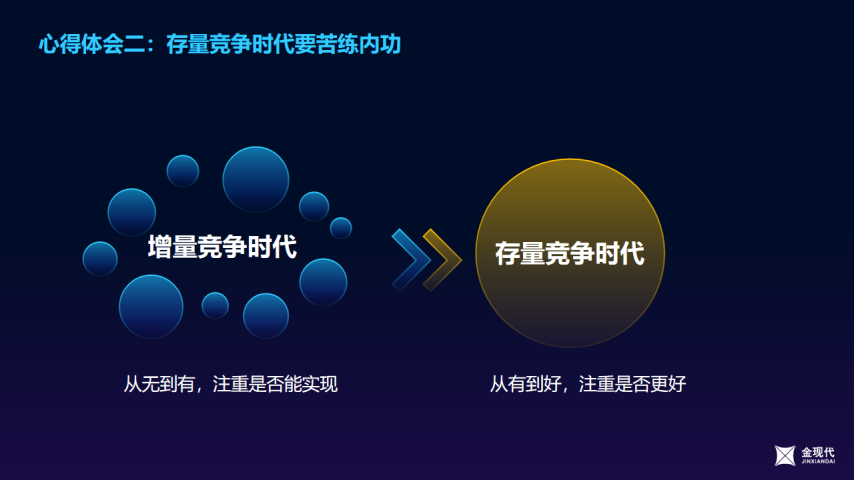 心得体会二：存量竞争时代要苦练内功
增量竞争时代
存量竞争时代
从无到有，注重是否能实现
从有到好，注重是否更好
金现代
JINXIANDAI